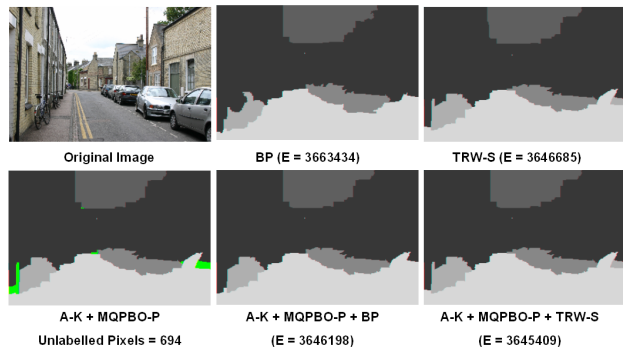 Original Image
BP (E = 3663434)
TRW-S (E = 3646685)
A-K + MQPBO-P
Unlabelled Pixels = 694
A-K + MQPBO-P + BP
(E = 3646198)
A-K + MQPBO-P + TRW-S
(E = 3645409)